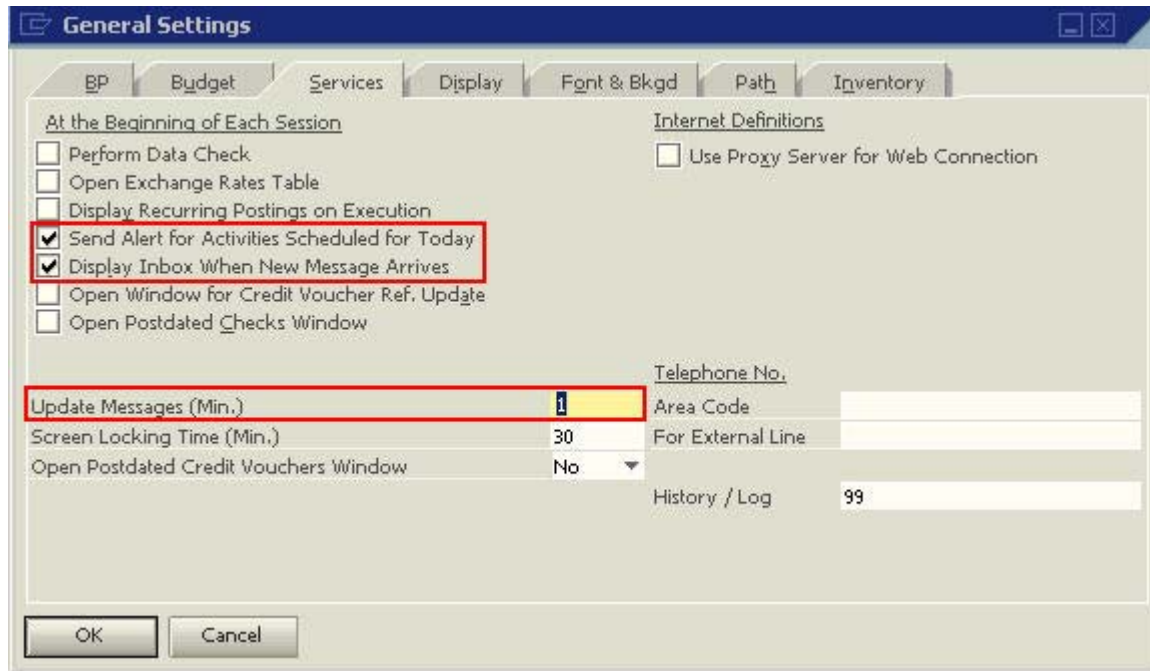 General Settings
BP Budget Services Display Font & Bkgd Path Inventory
At the Beginning of Each Session
Perform Data Check
Open Exchange Rates Table
Display Recurring Postings on Execution
Send Alert for Activities Scheduled for Today
Display Inbox When New Message Arrives
Open Window for Credit Voucher Ref. Update
Open Postdated Checks Window
Internet Definitions
Use Proxy Server for Web Connection
Update Messages (Min.) 1
Screen Locking Time (Min.) 30
Open Postdated Credit Vouchers Window No
Telephone No.
Area Code
For External Line
History / Log 99
OK Cancel